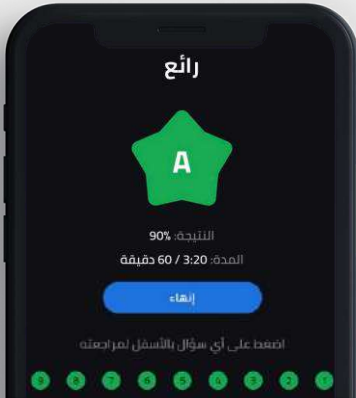 رائع
A
النتيجة: 90%
المدة: 3:20 / 60 دقيقة
إنهاء
اضغط على أي سؤال بالأسفل لمراجعته
1 2 3 4 5 6 7 8 9